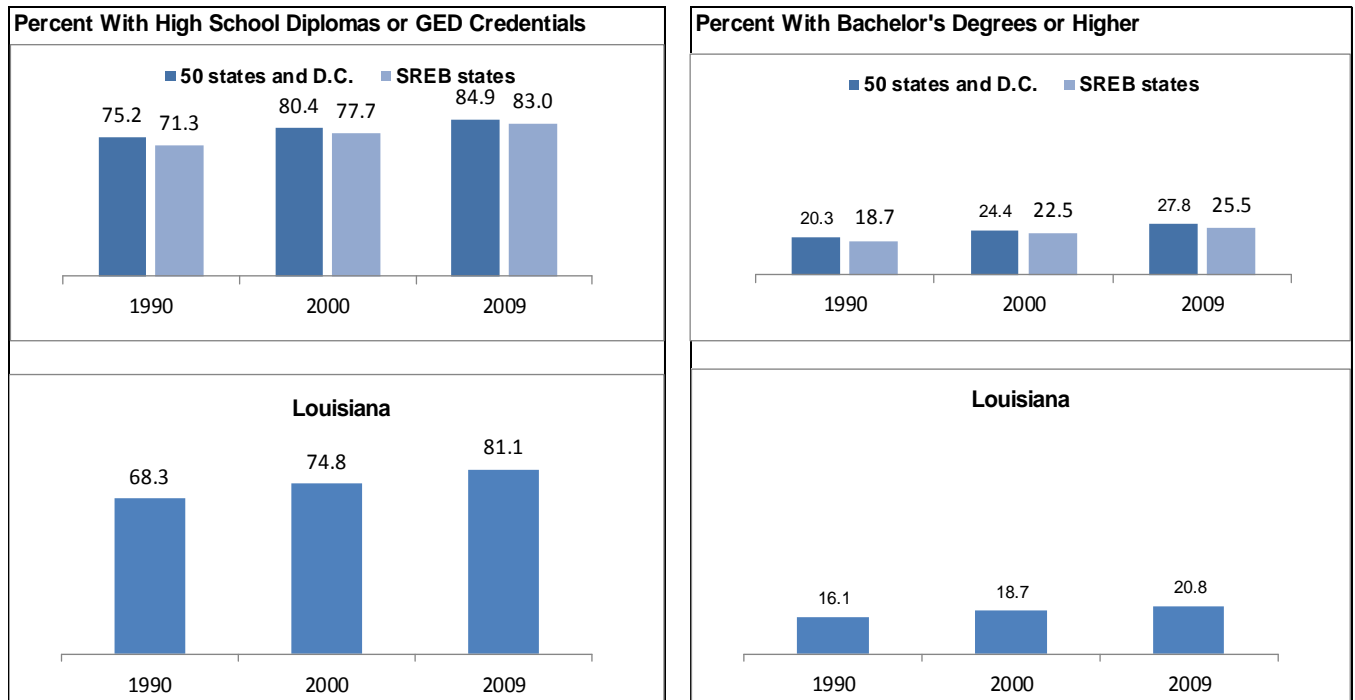 Percent With High School Diplomas or GED Credentials
50 states and D.C. SREB states
75.2 71.3 80.4 77.7 84.9 83.0
1990 2000 2009
Louisiana
68.3 74.8 81.1
1990 2000 2009
Percent With Bachelor's Degrees or Higher
50 states and D.C. SREB states
20.3 18.7 24.4 22.5 27.8 25.5
1990 2000 2009
Louisiana
16.1 18.7 20.8
1990 2000 2009